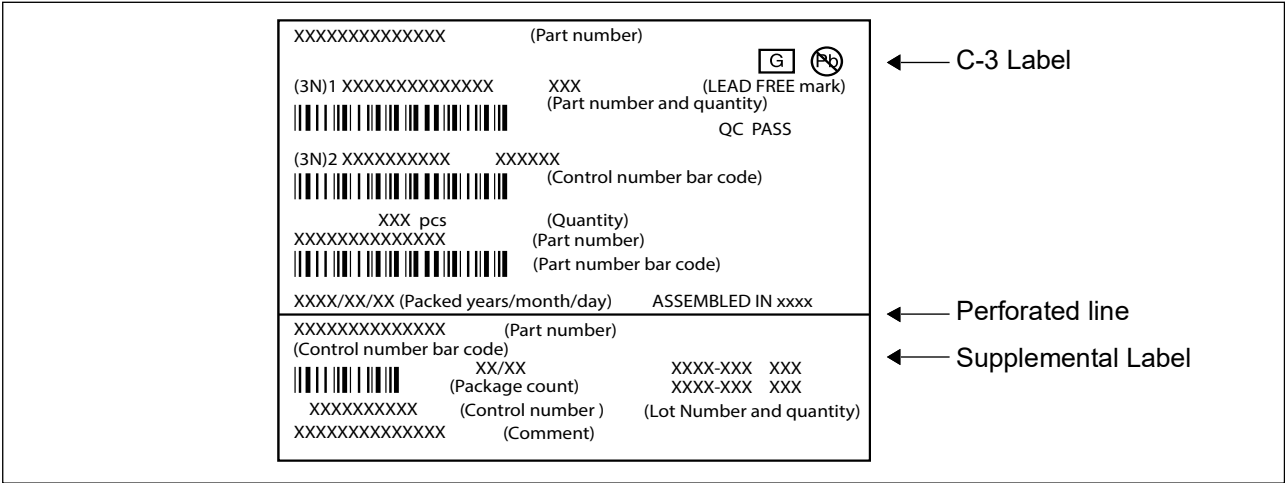 XXXXXXXXXXXXXX (Part number)
G Pb
C-3 Label
(3N)1 XXXXXXXXXXXXXX XXX (LEAD FREE mark)
(Part number and quantity)
QC PASS
(3N)2 XXXXXXXXXX XXXXXX
(Control number bar code)
XXX pcs (Quantity)
XXXXXXXXXXXXXX (Part number)
(Part number bar code)
XXXX/XX/XX (Packed years/month/day) ASSEMBLED IN xxxx
Perforated line
XXXXXXXXXXXXXX (Part number)
(Control number bar code)
Supplemental Label
XX/XX XXXX-XXX XXX
(Package count) XXXX-XXX XXX
XXXXXXXXXX (Control number ) (Lot Number and quantity)
XXXXXXXXXXXXXX (Comment)